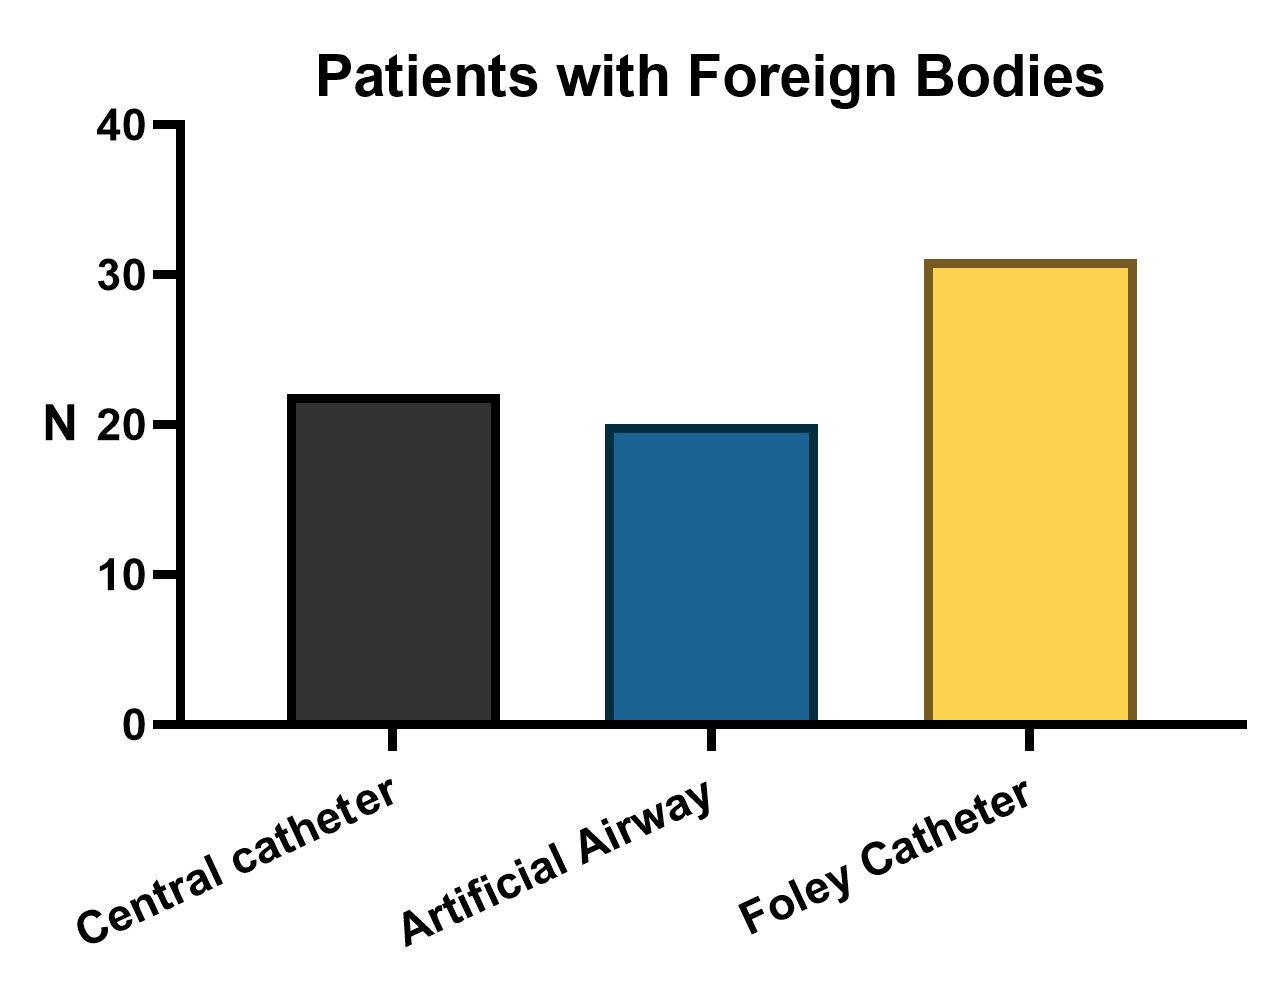 Patients with Foreign Bodies
40
30
N 20
10
0
Central catheter
Artificial Airway
Foley Catheter